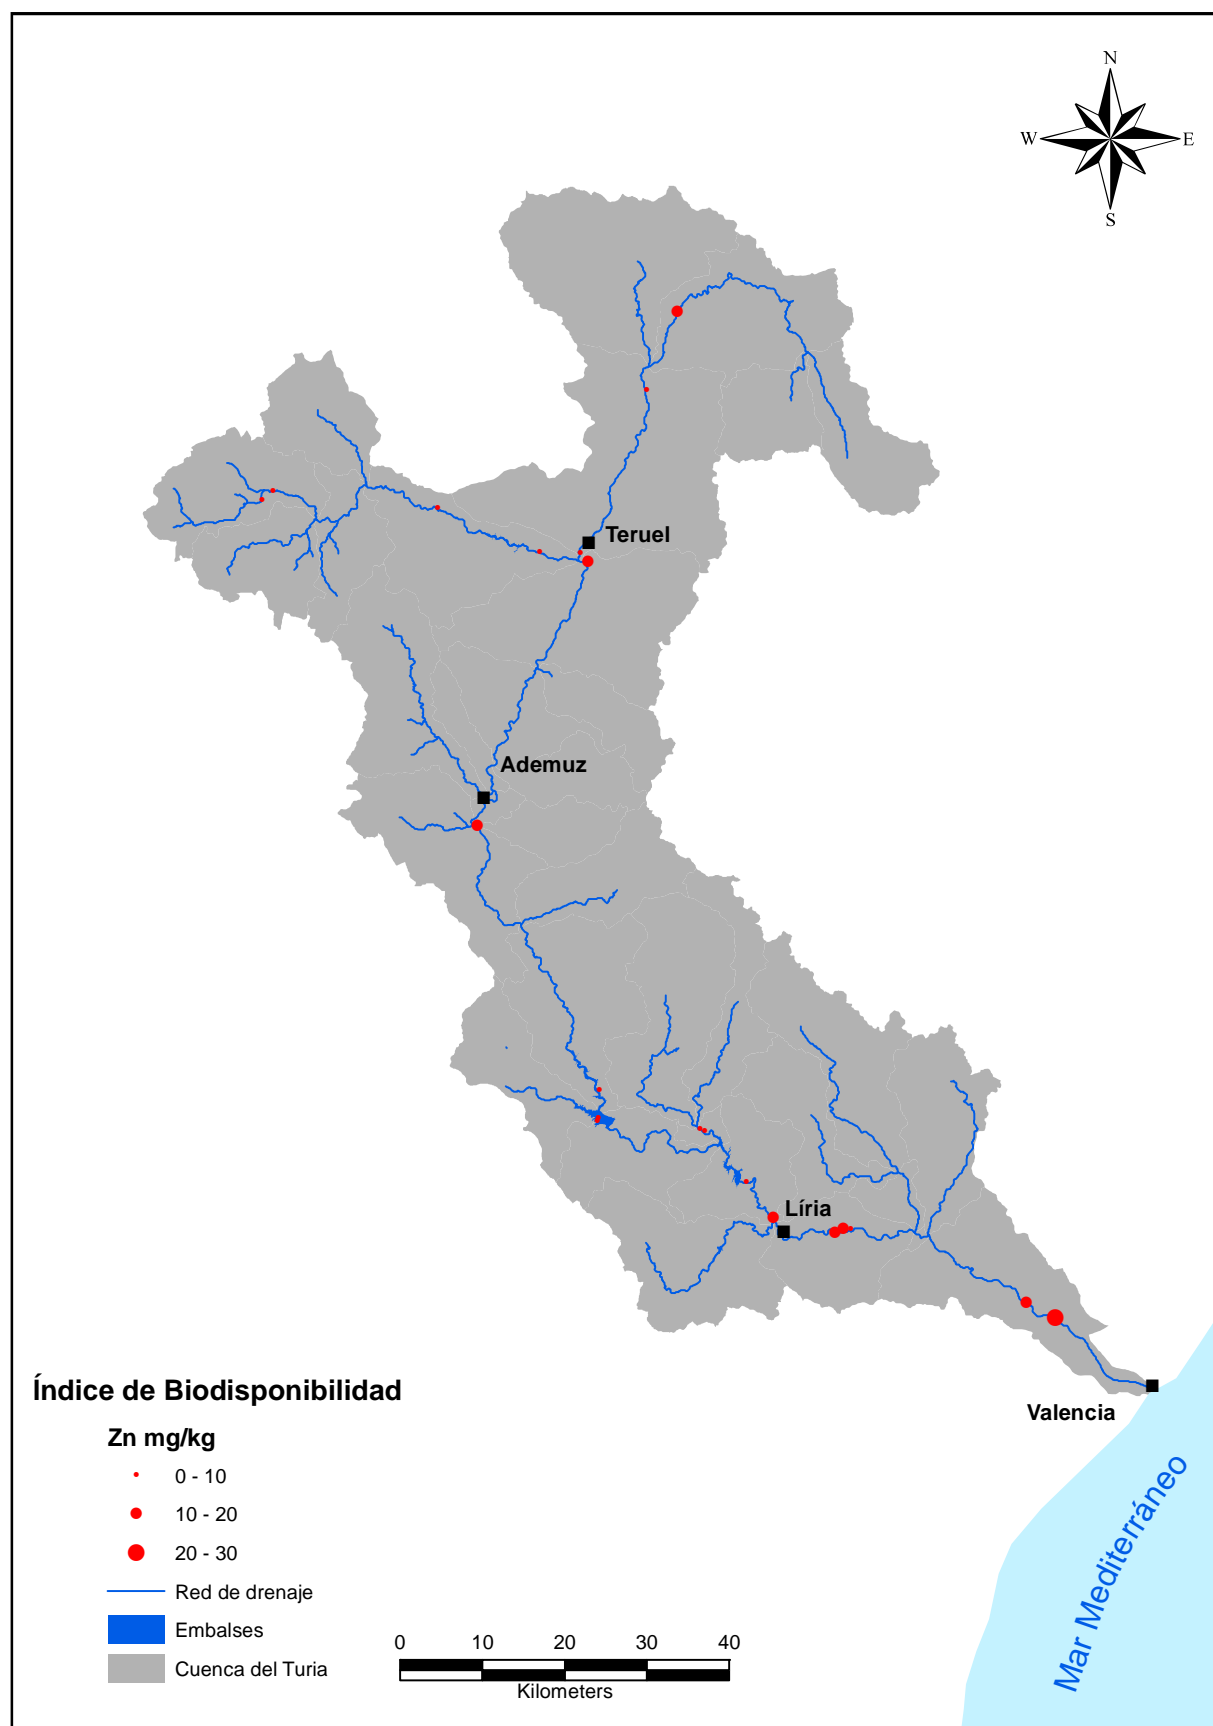 N
W
E
S
Teruel
Ademuz
Líria
Valencia
Mar Mediterráneo
Índice de Biodisponibilidad
Zn mg/kg
0 - 10
10 - 20
20 - 30
Red de drenaje
Embalses
Cuenca del Turia
0 10 20 30 40
Kilometers